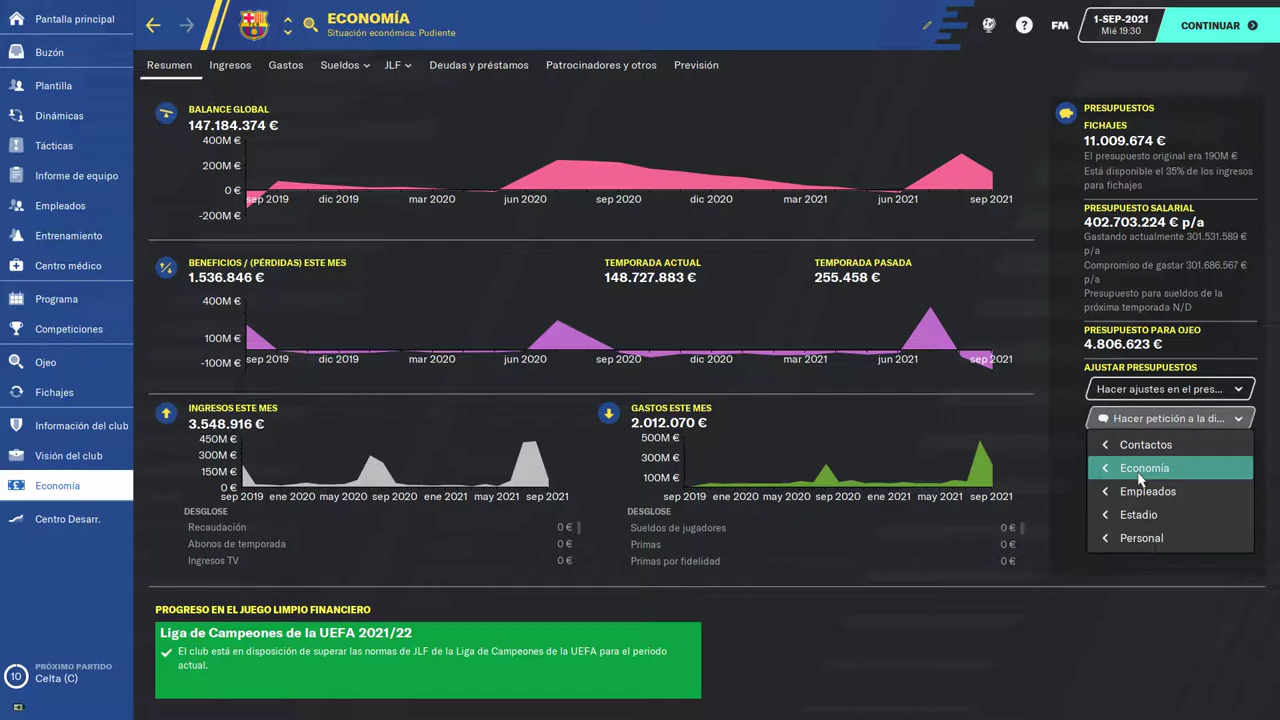 Pantalla principal
Buzón
Plantilla
Dinámicas
Tácticas
Informe de equipo
Empleados
Entrenamiento
Centro médico
Programa
Competiciones
Ojeo
Fichajes
Información del club
Visión del club
Economía
Centro Desarr.
10
PRÓXIMO PARTIDO
Celta (C)
ECONOMÍA
Situación económica: Pudiente
?
FM
1-SEP-2021
Mié 19:30
CONTINUAR
Resumen
Ingresos
Gastos
Sueldos
JLF
Deudas y préstamos
Patrocinadores y otros
Previsión
BALANCE GLOBAL
147.184.374 €
400M €
200M €
0 €
-200M €
sep 2019 dic 2019 mar 2020 jun 2020 sep 2020 dic 2020 mar 2021 jun 2021 sep 2021
BENEFICIOS / (PÉRDIDAS) ESTE MES
1.536.846 €
TEMPORADA ACTUAL
148.727.883 €
TEMPORADA PASADA
255.458 €
400M €
100M €
-100M €
sep 2019 dic 2019 mar 2020 jun 2020 sep 2020 dic 2020 mar 2021 jun 2021 sep 2021
INGRESOS ESTE MES
3.548.916 €
450M €
300M €
150M €
0 €
sep 2019 ene 2020 may 2020 sep 2020 ene 2021 may 2021 sep 2021
DESGLOSE
Recaudación 0 €
Abonos de temporada 0 €
Ingresos TV 0 €
GASTOS ESTE MES
2.012.070 €
500M €
300M €
100M €
sep 2019 ene 2020 may 2020 sep 2020 ene 2021 may 2021 sep 2021
DESGLOSE
Sueldos de jugadores 0 €
Primas 0 €
Primas por fidelidad 0 €
PROGRESO EN EL JUEGO LIMPIO FINANCIERO
Liga de Campeones de la UEFA 2021/22
El club está en disposición de superar las normas de JLF de la Liga de Campeones de la UEFA para el periodo
actual.
PRESUPUESTOS
FICHAJES
11.009.674 €
El presupuesto original era 190M €
Está disponible el 35% de los ingresos
para fichajes
PRESUPUESTO SALARIAL
402.703.224 € p/a
Gastando actualmente 301.531.589 €
p/a
Compromiso de gastar 301.686.567 €
p/a
Presupuesto para sueldos de la
próxima temporada N/D
PRESUPUESTO PARA OJEO
4.806.623 €
AJUSTAR PRESUPUESTOS
Hacer ajustes en el pres...
Hacer petición a la di...
Contactos
Economía
Empleados
Estadio
Personal